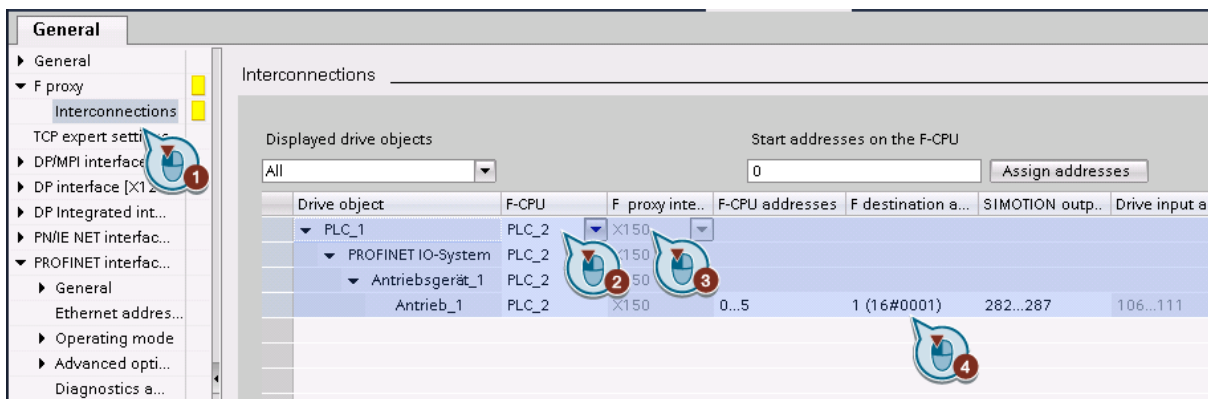 General
General
F proxy
Interconnections
TCP expert
DP/MPI interface
DP interface
DP Integrated int...
PN/IE NET interfac...
PROFINET interfac...
General
Ethernet addres...
Operating mode
Advanced opti...
Diagnostics a...
1
Interconnections
Displayed drive objects
Start addresses on the F-CPU
All
0
Assign addresses
Drive object F-CPU F proxy inte.. F-CPU addresses F destination a... SIMOTION outp.. Drive input a
PLC_1 PLC_2 X150
PROFINET IO-System PLC_2
Antriebsgerät_1 PLC_2
Antrieb_1 PLC_2 X150 0...5 1 (16#0001) 282...287 106...111
2
3
4